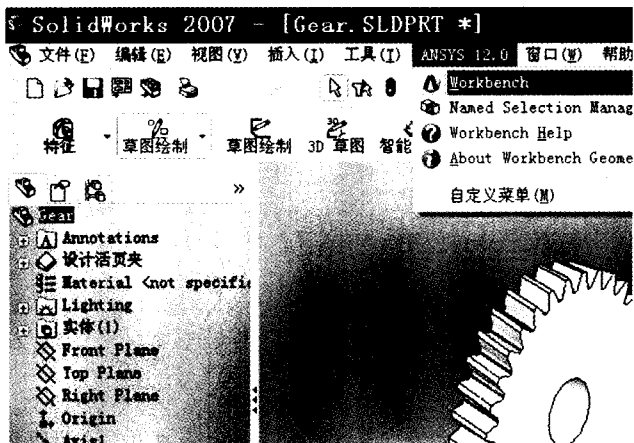 SolidWorks 2007 - [Gear.SLDPRT *]
文件(F) 编辑(E) 视图(V) 插入(I) 工具(T) ANSYS 12.0 窗口(W) 帮助
Workbench
Named Selection Manag
Workbench Help
About Workbench Geome
自定义菜单(M)
特征 草图绘制 草图绘制 3D 草图 智能
»
Gear
Annotations
设计活页夹
Material <not specifi
Lighting
实体(1)
Front Plane
Top Plane
Right Plane
Origin
Axis1